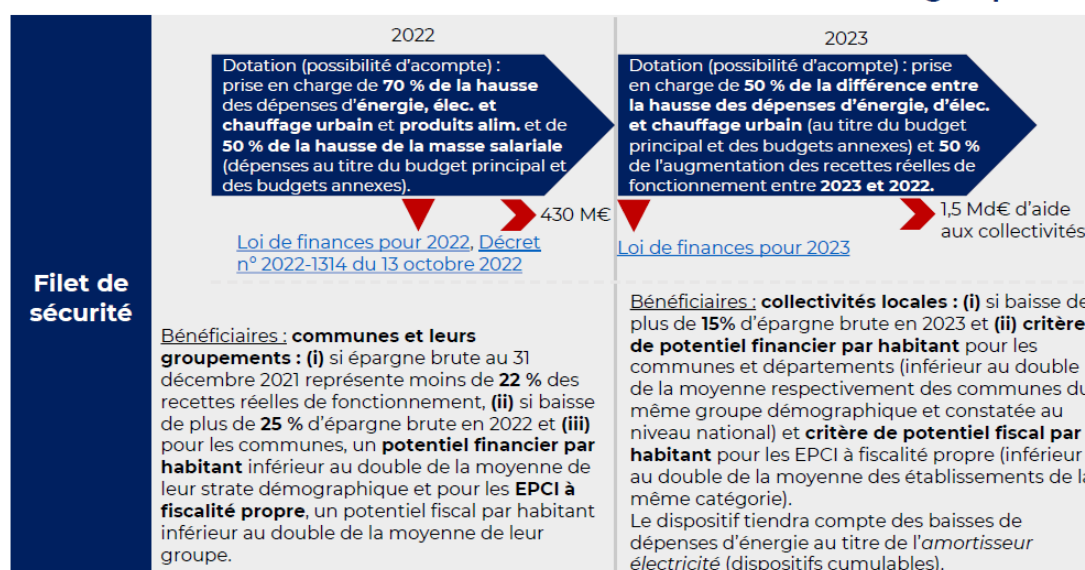 2022
Dotation (possibilité d'acompte) :
prise en charge de 70 % de la hausse
des dépenses d'énergie, élec. et
chauffage urbain et produits alim. et de
50 % de la hausse de la masse salariale
(dépenses au titre du budget principal et
des budgets annexes).
430 M€
Loi de finances pour 2022, Décret
n° 2022-1314 du 13 octobre 2022
2023
Dotation (possibilité d'acompte) : prise
en charge de 50 % de la différence entre
la hausse des dépenses d'énergie, d'élec.
et chauffage urbain (au titre du budget
principal et des budgets annexes) et 50 %
de l'augmentation des recettes réelles de
fonctionnement entre 2023 et 2022.
1,5 Md€ d'aide
aux collectivités
Loi de finances pour 2023
Filet de
sécurité
Bénéficiaires : communes et leurs
groupements : (i) si épargne brute au 31
décembre 2021 représente moins de 22 % des
recettes réelles de fonctionnement, (ii) si baisse
de plus de 25 % d'épargne brute en 2022 et (iii)
pour les communes, un potentiel financier par
habitant inférieur au double de la moyenne de
leur strate démographique et pour les EPCI à
fiscalité propre, un potentiel fiscal par habitant
inférieur au double de la moyenne de leur
groupe.
Bénéficiaires : collectivités locales : (i) si baisse de
plus de 15% d'épargne brute en 2023 et (ii) critère
de potentiel financier par habitant pour les
communes et départements (inférieur au double
de la moyenne respectivement des communes du
même groupe démographique et constatée au
niveau national) et critère de potentiel fiscal par
habitant pour les EPCI à fiscalité propre (inférieur
au double de la moyenne des établissements de la
même catégorie).
Le dispositif tiendra compte des baisses de
dépenses d'énergie au titre de l'amortisseur
électricité (dispositifs cumulables).